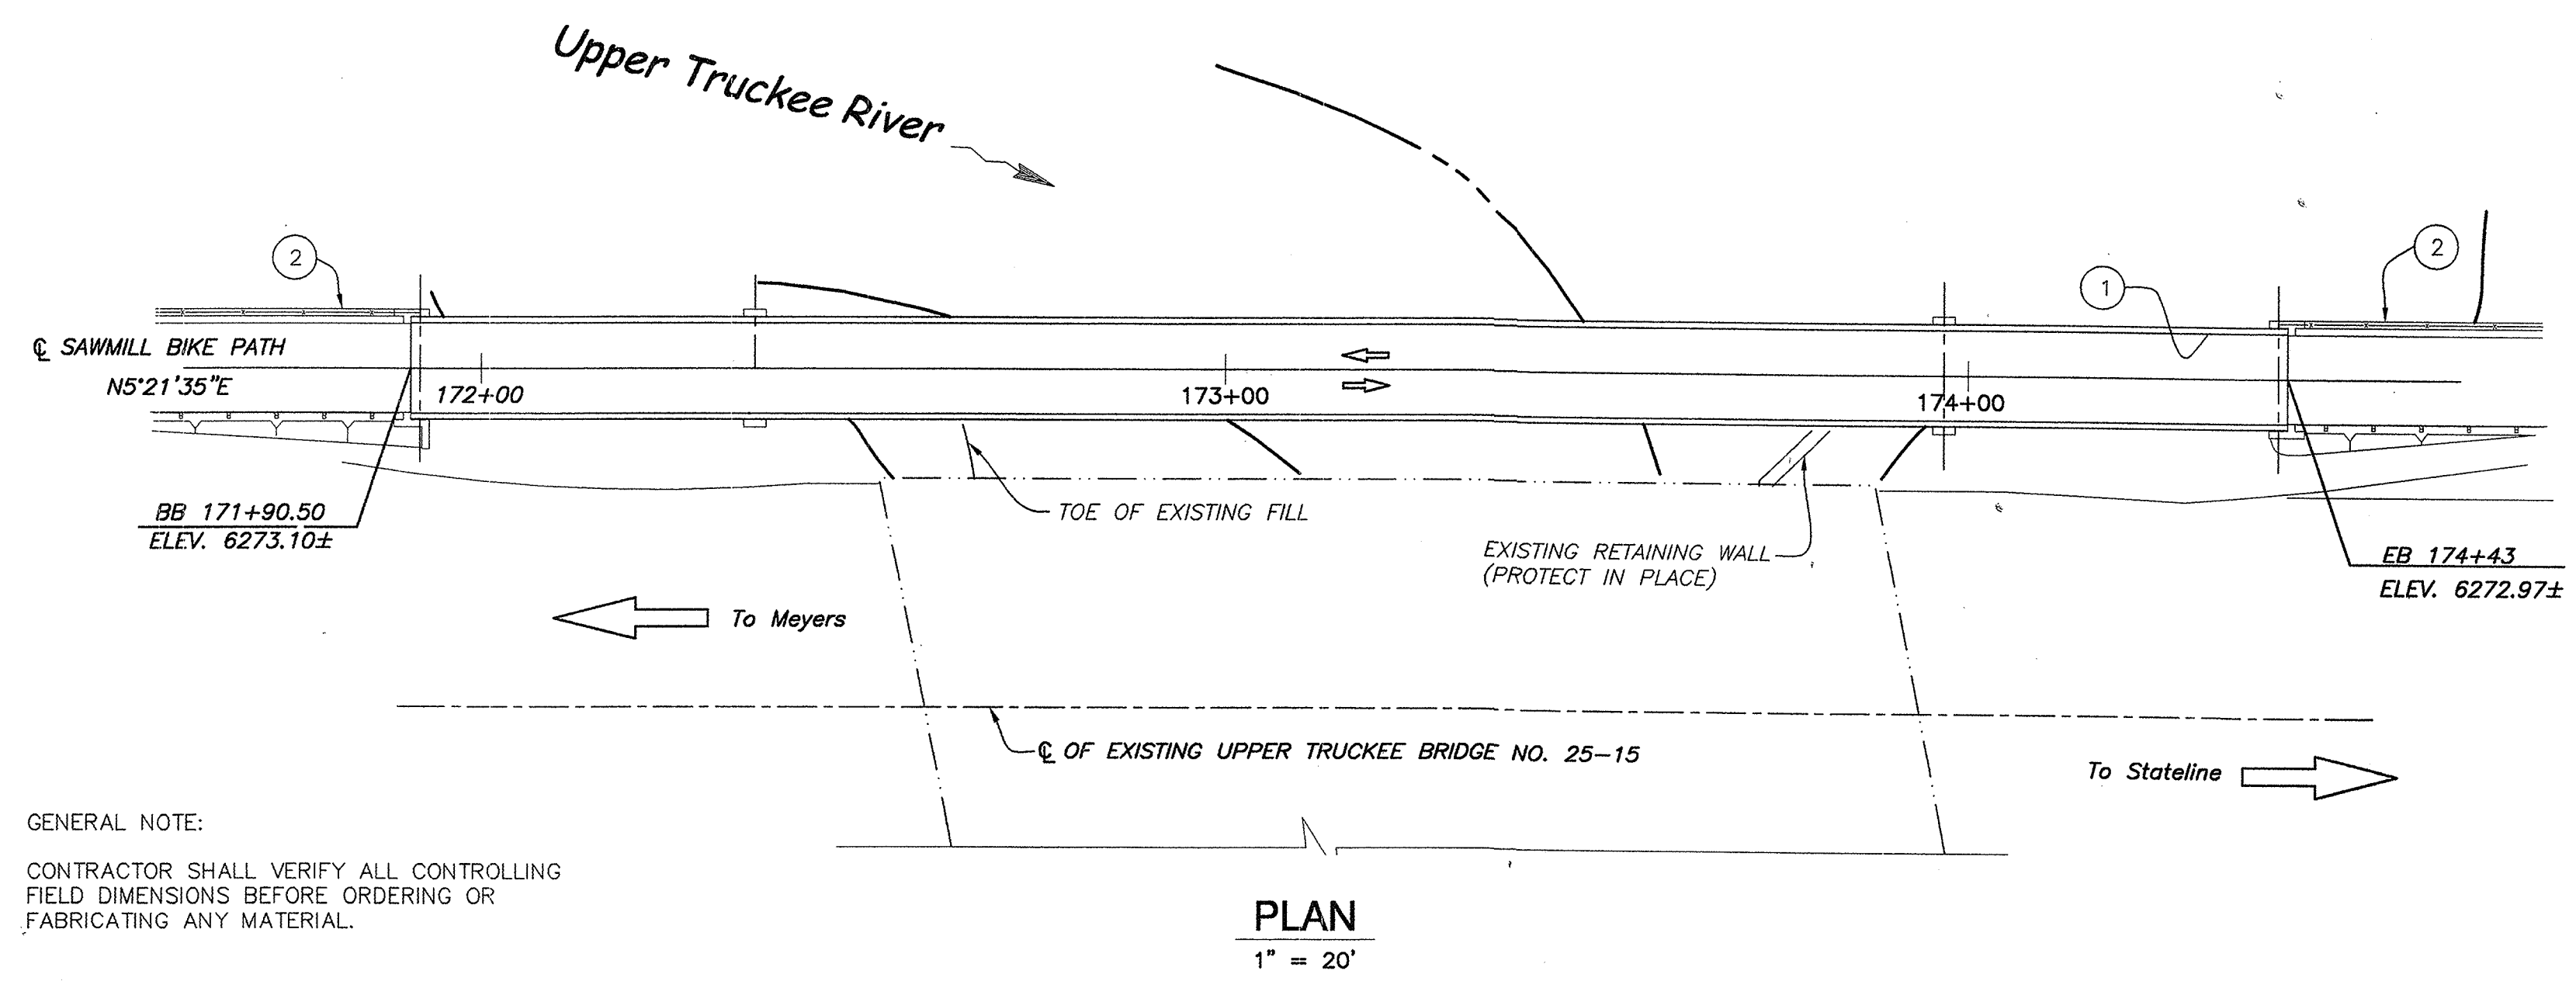 Upper Truckee River
2
2
1
℄ SAWMILL BIKE PATH
N5°21'35"E
172+00
173+00
174+00
BB 171+90.50
ELEV. 6273.10±
TOE OF EXISTING FILL
EXISTING RETAINING WALL
(PROTECT IN PLACE)
EB 174+43
ELEV. 6272.97±
To Meyers
℄ OF EXISTING UPPER TRUCKEE BRIDGE NO. 25-15
To Stateline
GENERAL NOTE:
CONTRACTOR SHALL VERIFY ALL CONTROLLING
FIELD DIMENSIONS BEFORE ORDERING OR
FABRICATING ANY MATERIAL.
PLAN
1" = 20'